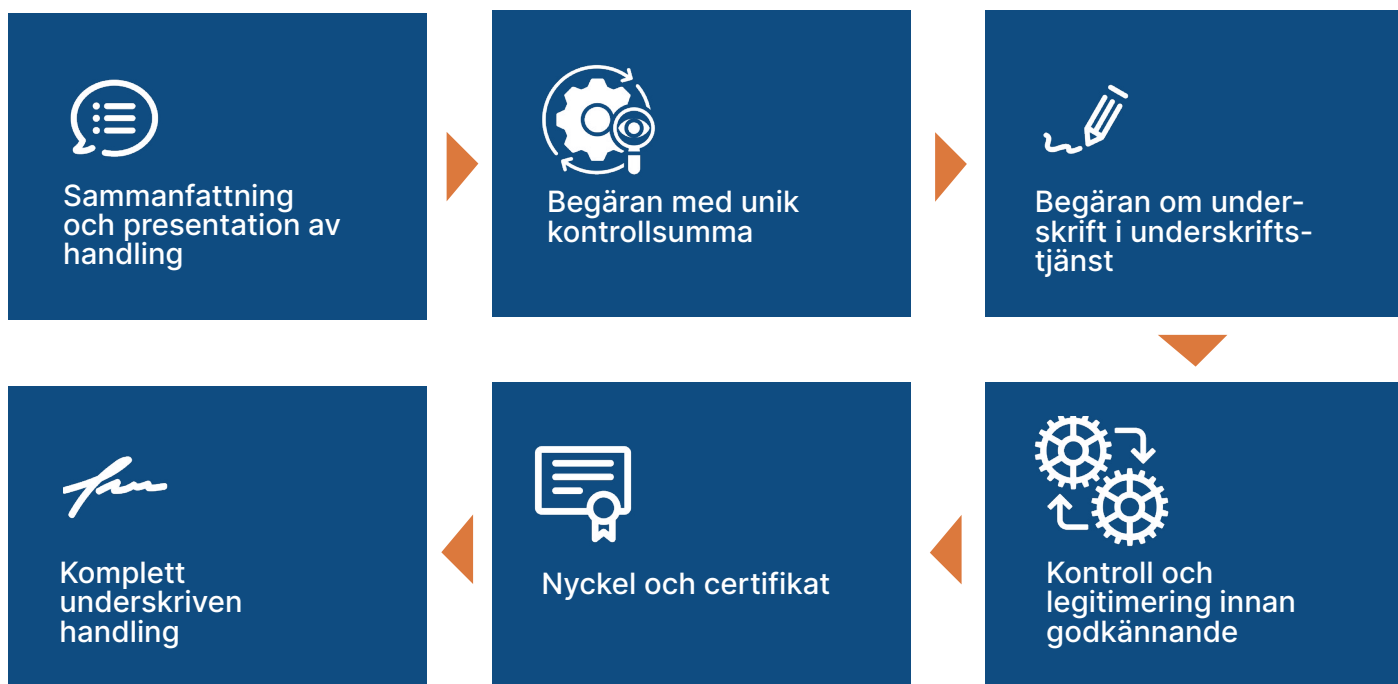 Sammanfattning
och presentation av
handling
Begäran med unik
kontrollsumma
Begäran om under-
skrift i underskrifts-
tjänst
Kontroll och
legitimering innan
godkännande
Nyckel och certifikat
Komplett
underskriven
handling